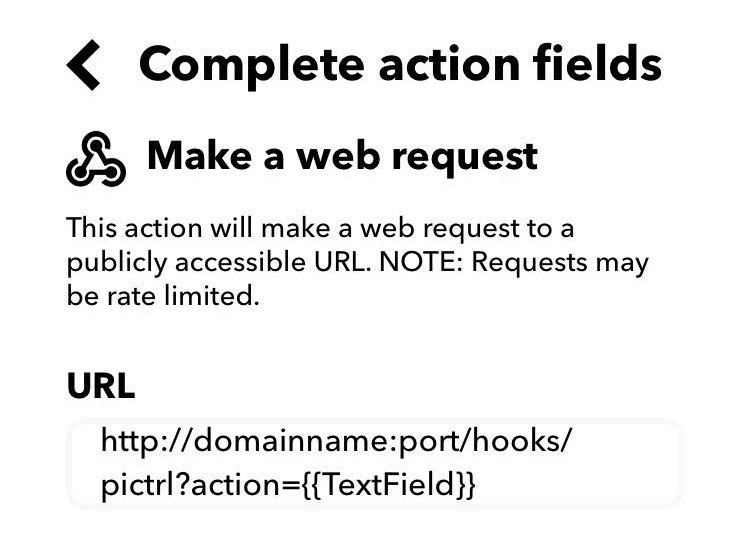 Complete action fields
Make a web request
This action will make a web request to a
publicly accessible URL. NOTE: Requests may
be rate limited.
URL
http://domainname:port/hooks/
pictrl?action={{TextField}}